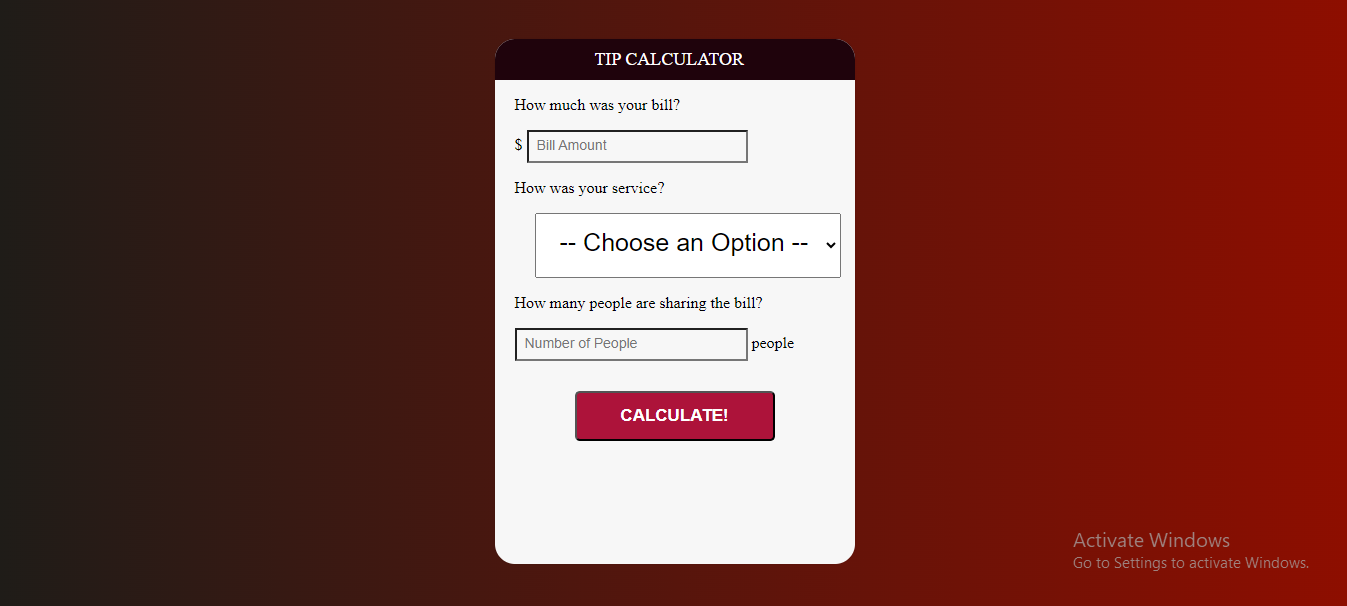 TIP CALCULATOR
How much was your bill?
$ Bill Amount
How was your service?
-- Choose an Option --
How many people are sharing the bill?
Number of People people
CALCULATE!
Activate Windows
Go to Settings to activate Windows.